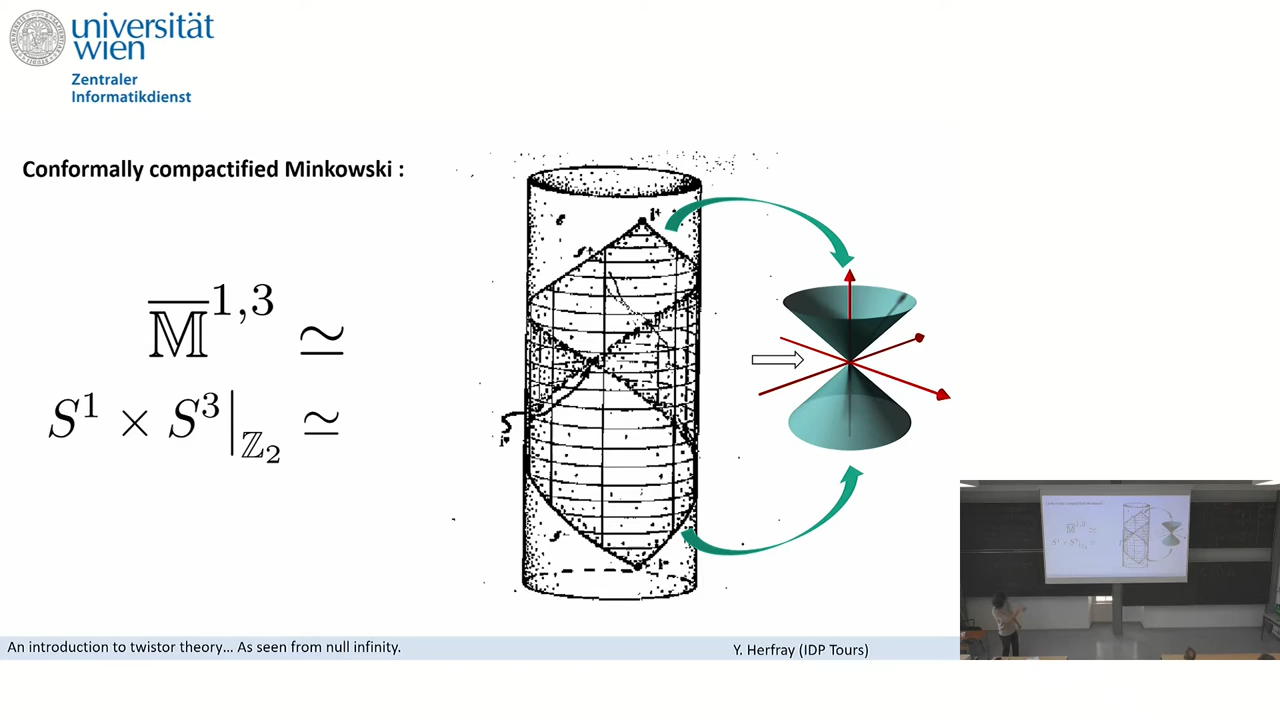 universität
wien
Zentraler
Informatikdienst
Conformally compactified Minkowski :
$\overline{\mathbb{M}}^{1,3} \simeq$
$S^1 \times S^3 \big|_{\mathbb{Z}_2} \simeq$
i+
An introduction to twistor theory... As seen from null infinity.
Y. Herfray (IDP Tours)